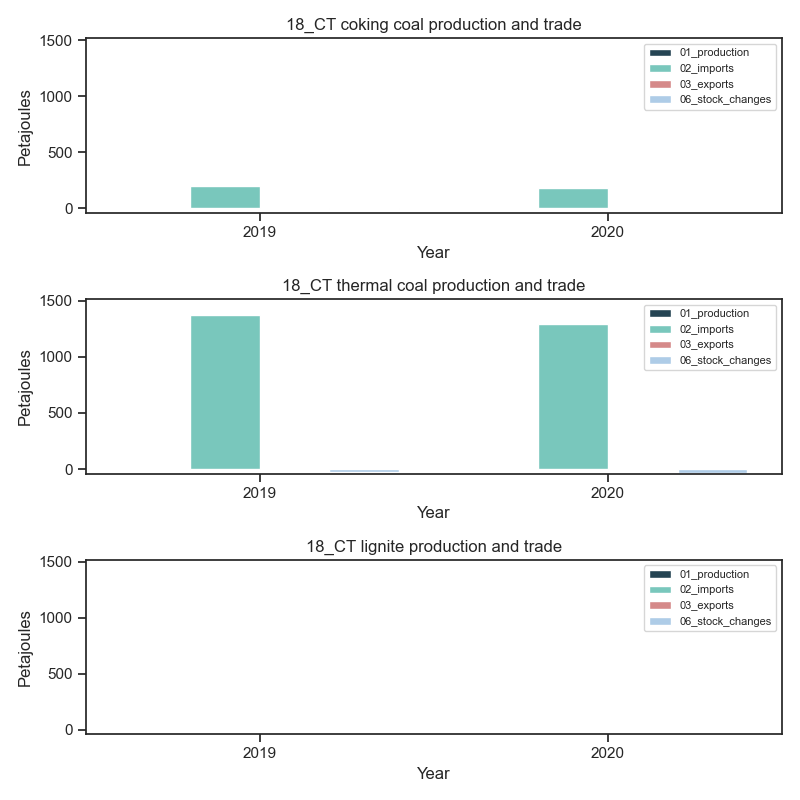 18_CT coking coal production and trade
1500
1000
500
0
Petajoules
01_production
02_imports
03_exports
06_stock_changes
2019
2020
Year
18_CT thermal coal production and trade
1500
1000
500
0
Petajoules
01_production
02_imports
03_exports
06_stock_changes
2019
2020
Year
18_CT lignite production and trade
1500
1000
500
0
Petajoules
01_production
02_imports
03_exports
06_stock_changes
2019
2020
Year